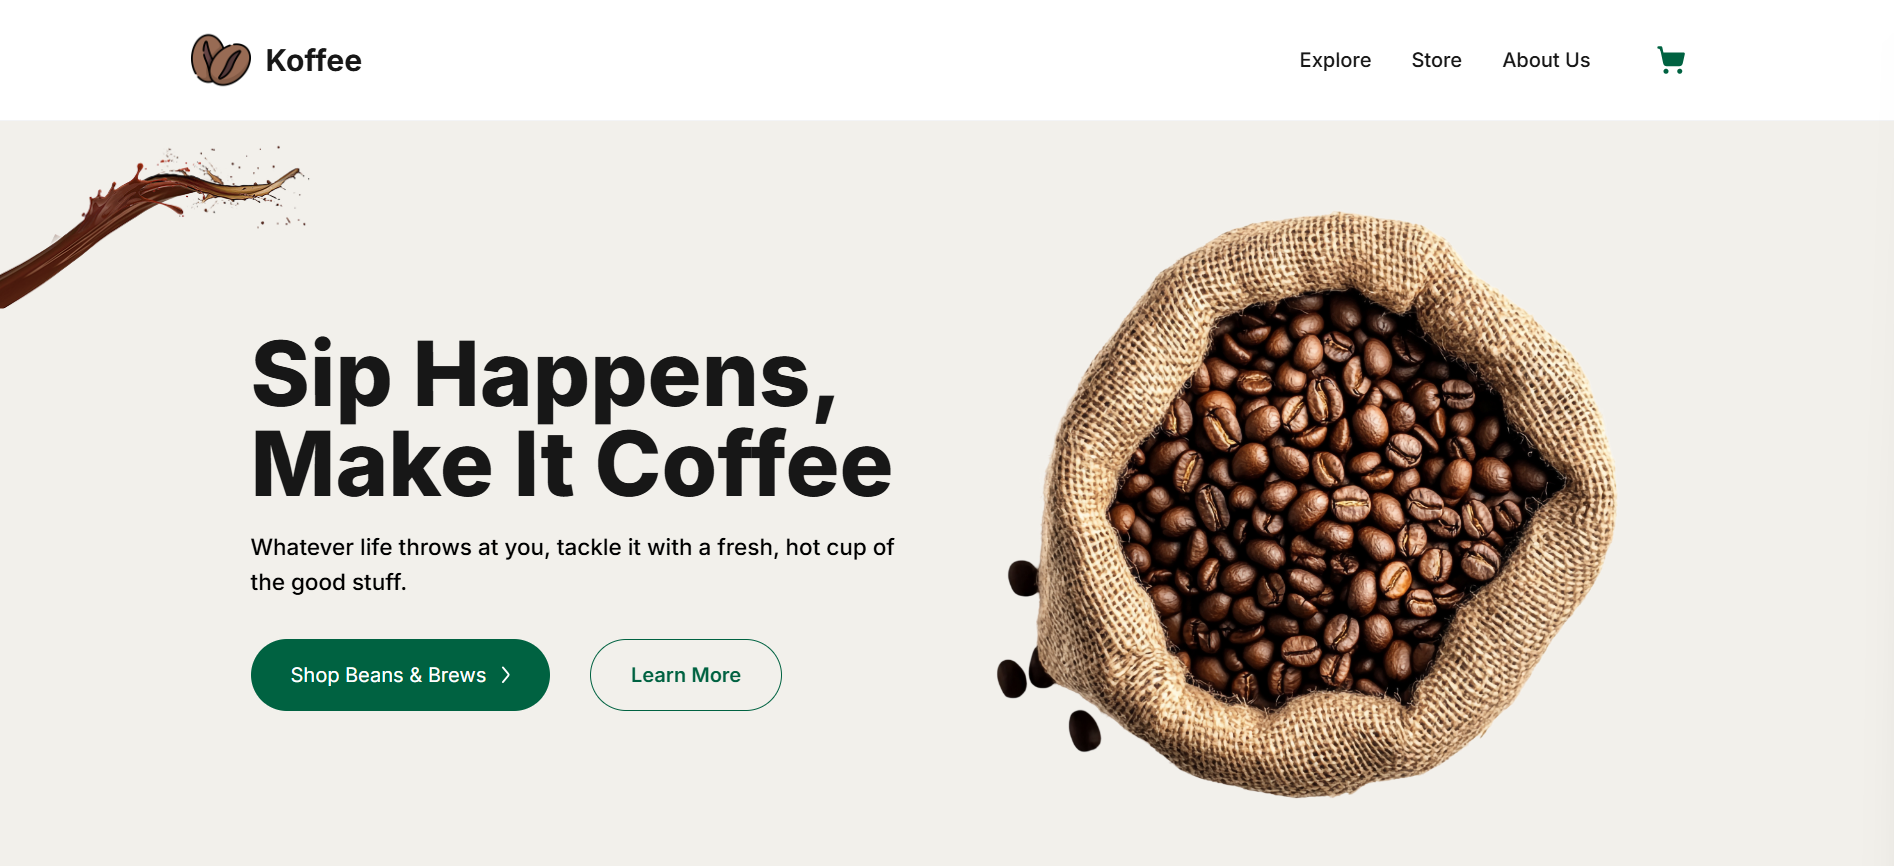 Koffee
Explore
Store
About Us
Sip Happens,
Make It Coffee
Whatever life throws at you, tackle it with a fresh, hot cup of
the good stuff.
Shop Beans & Brews
Learn More